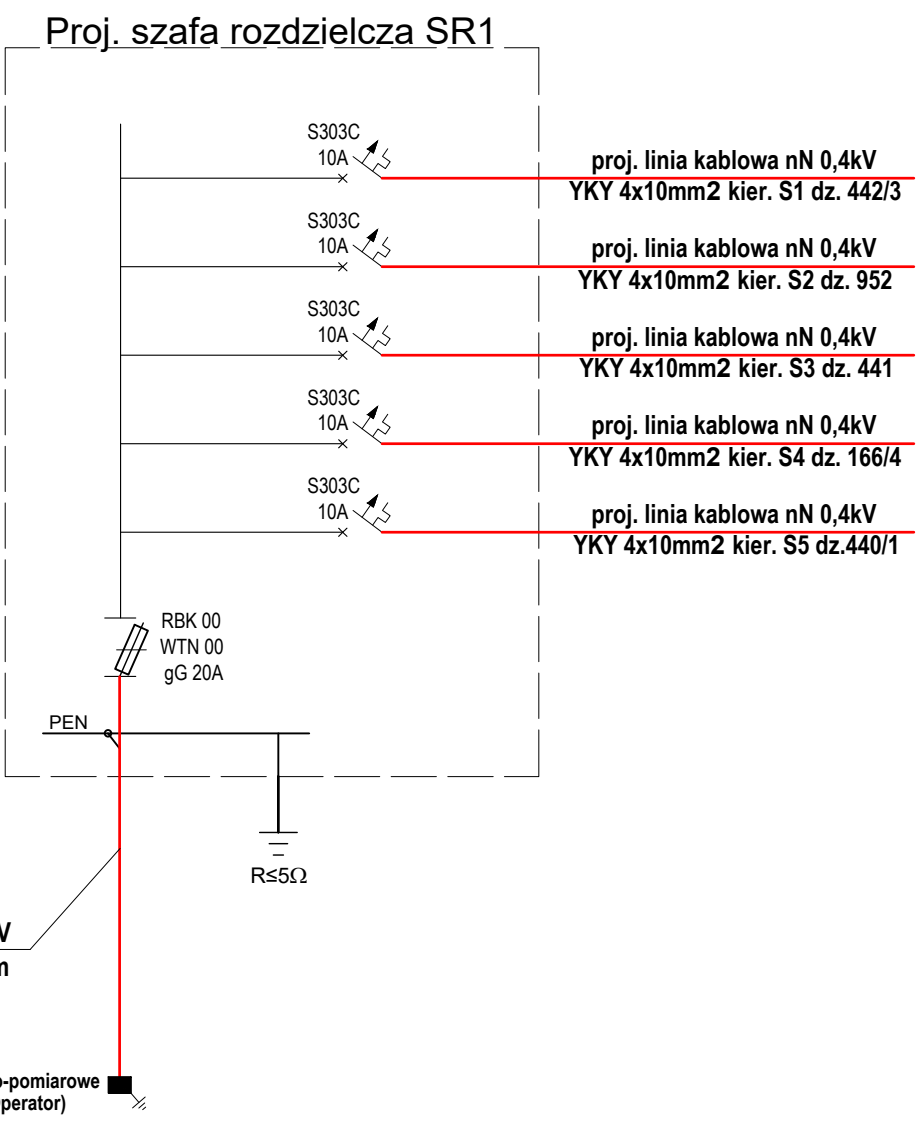 Proj. szafa rozdzielcza SR1
S303C
10A
proj. linia kablowa nN 0,4kV
YKY 4x10mm2 kier. S1 dz. 442/3
S303C
10A
proj. linia kablowa nN 0,4kV
YKY 4x10mm2 kier. S2 dz. 952
S303C
10A
proj. linia kablowa nN 0,4kV
YKY 4x10mm2 kier. S3 dz. 441
S303C
10A
proj. linia kablowa nN 0,4kV
YKY 4x10mm2 kier. S4 dz. 166/4
S303C
10A
proj. linia kablowa nN 0,4kV
YKY 4x10mm2 kier. S5 dz.440/1
RBK 00
WTN 00
gG 20A
PEN
R≤5Ω
-pomiarowe
perator)